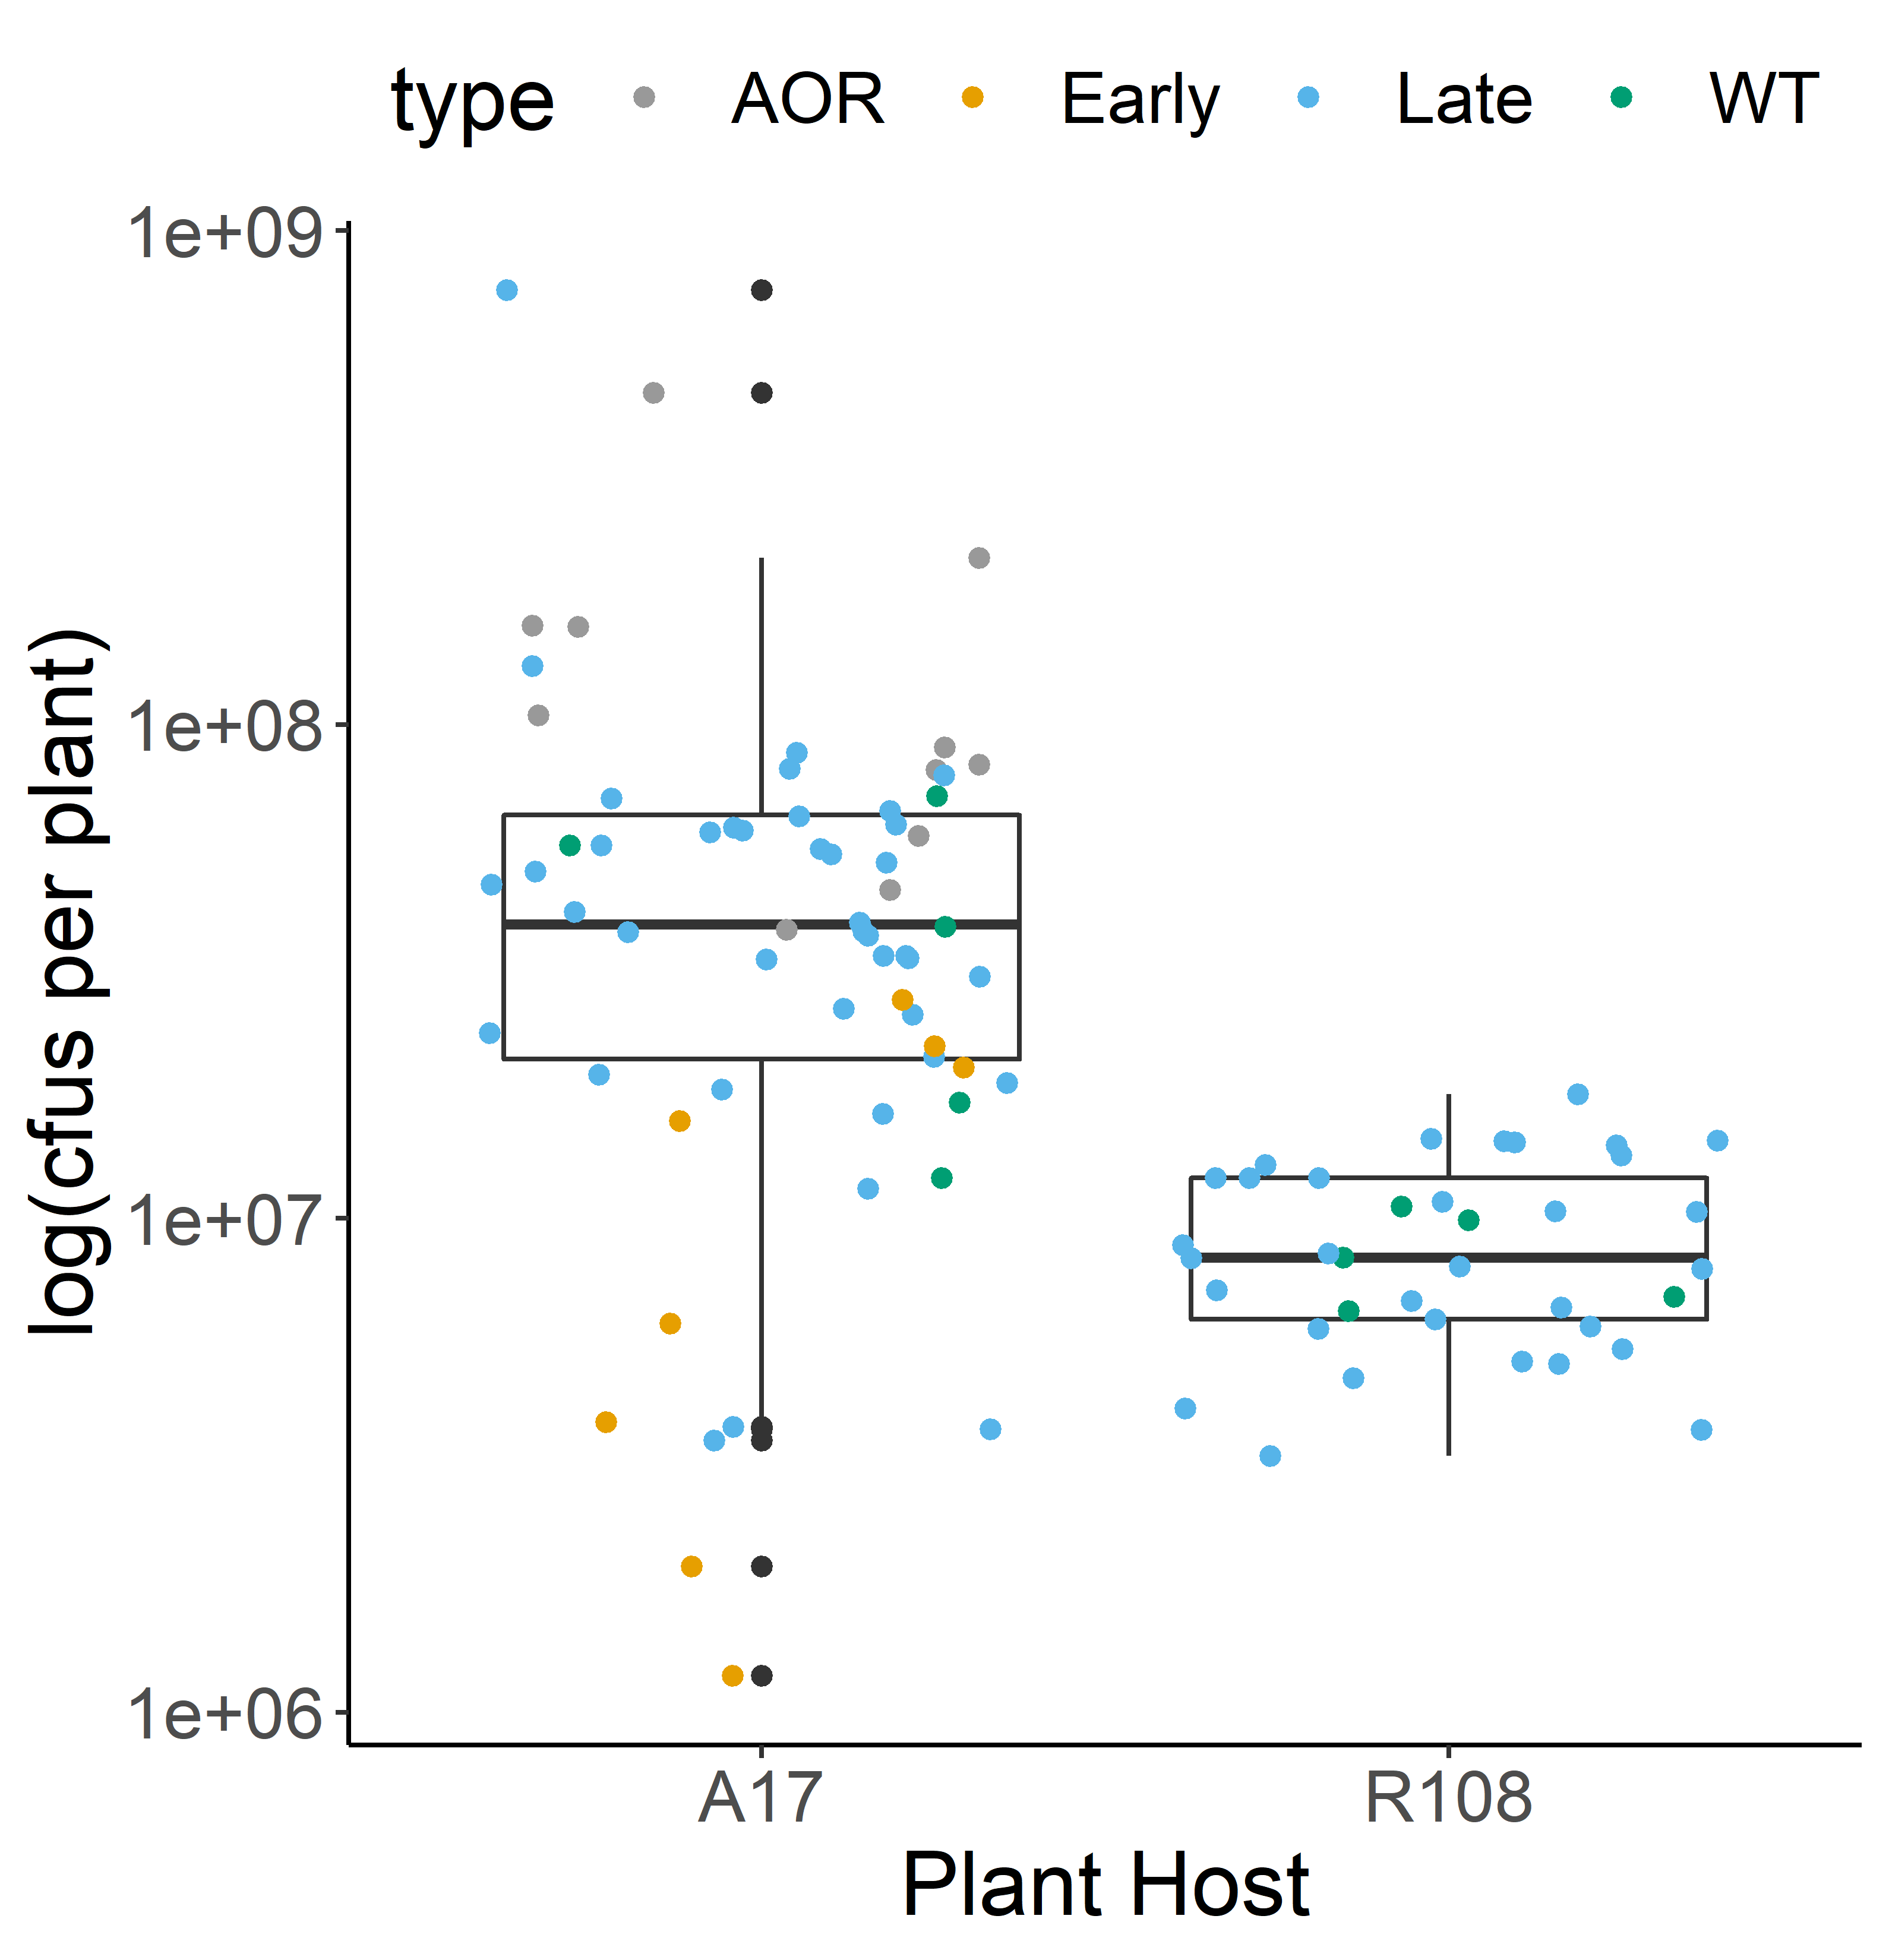 type AOR Early Late WT
1e+09
1e+08
1e+07
1e+06
log(cfus per plant)
A17 R108
Plant Host